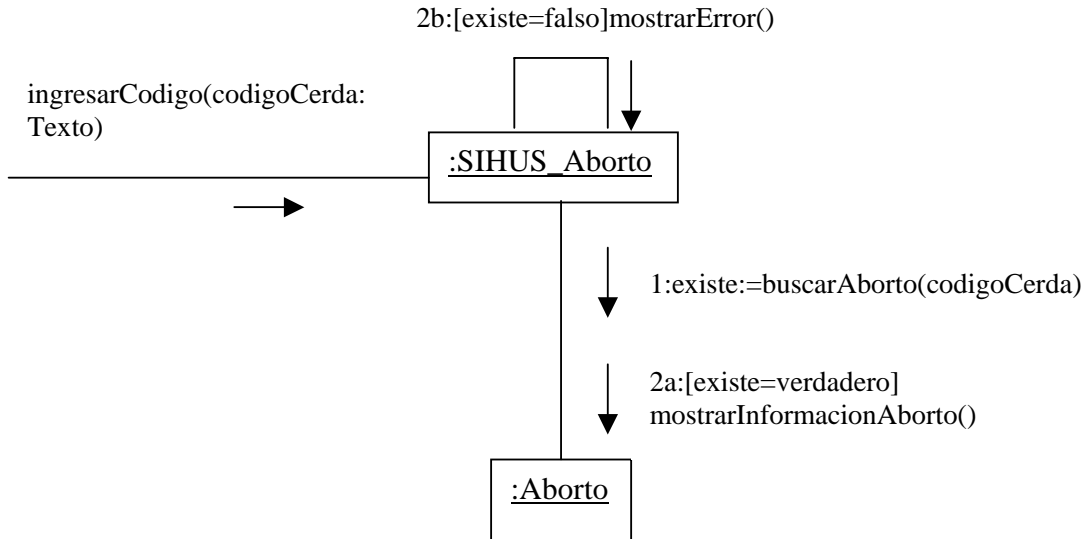 2b:[existe=falso]mostrarError()
ingresarCodigo(codigoCerda:
Texto)
:SIHUS_Aborto
1:existe:=buscarAborto(codigoCerda)
2a:[existe=verdadero]
mostrarInformacionAborto()
:Aborto